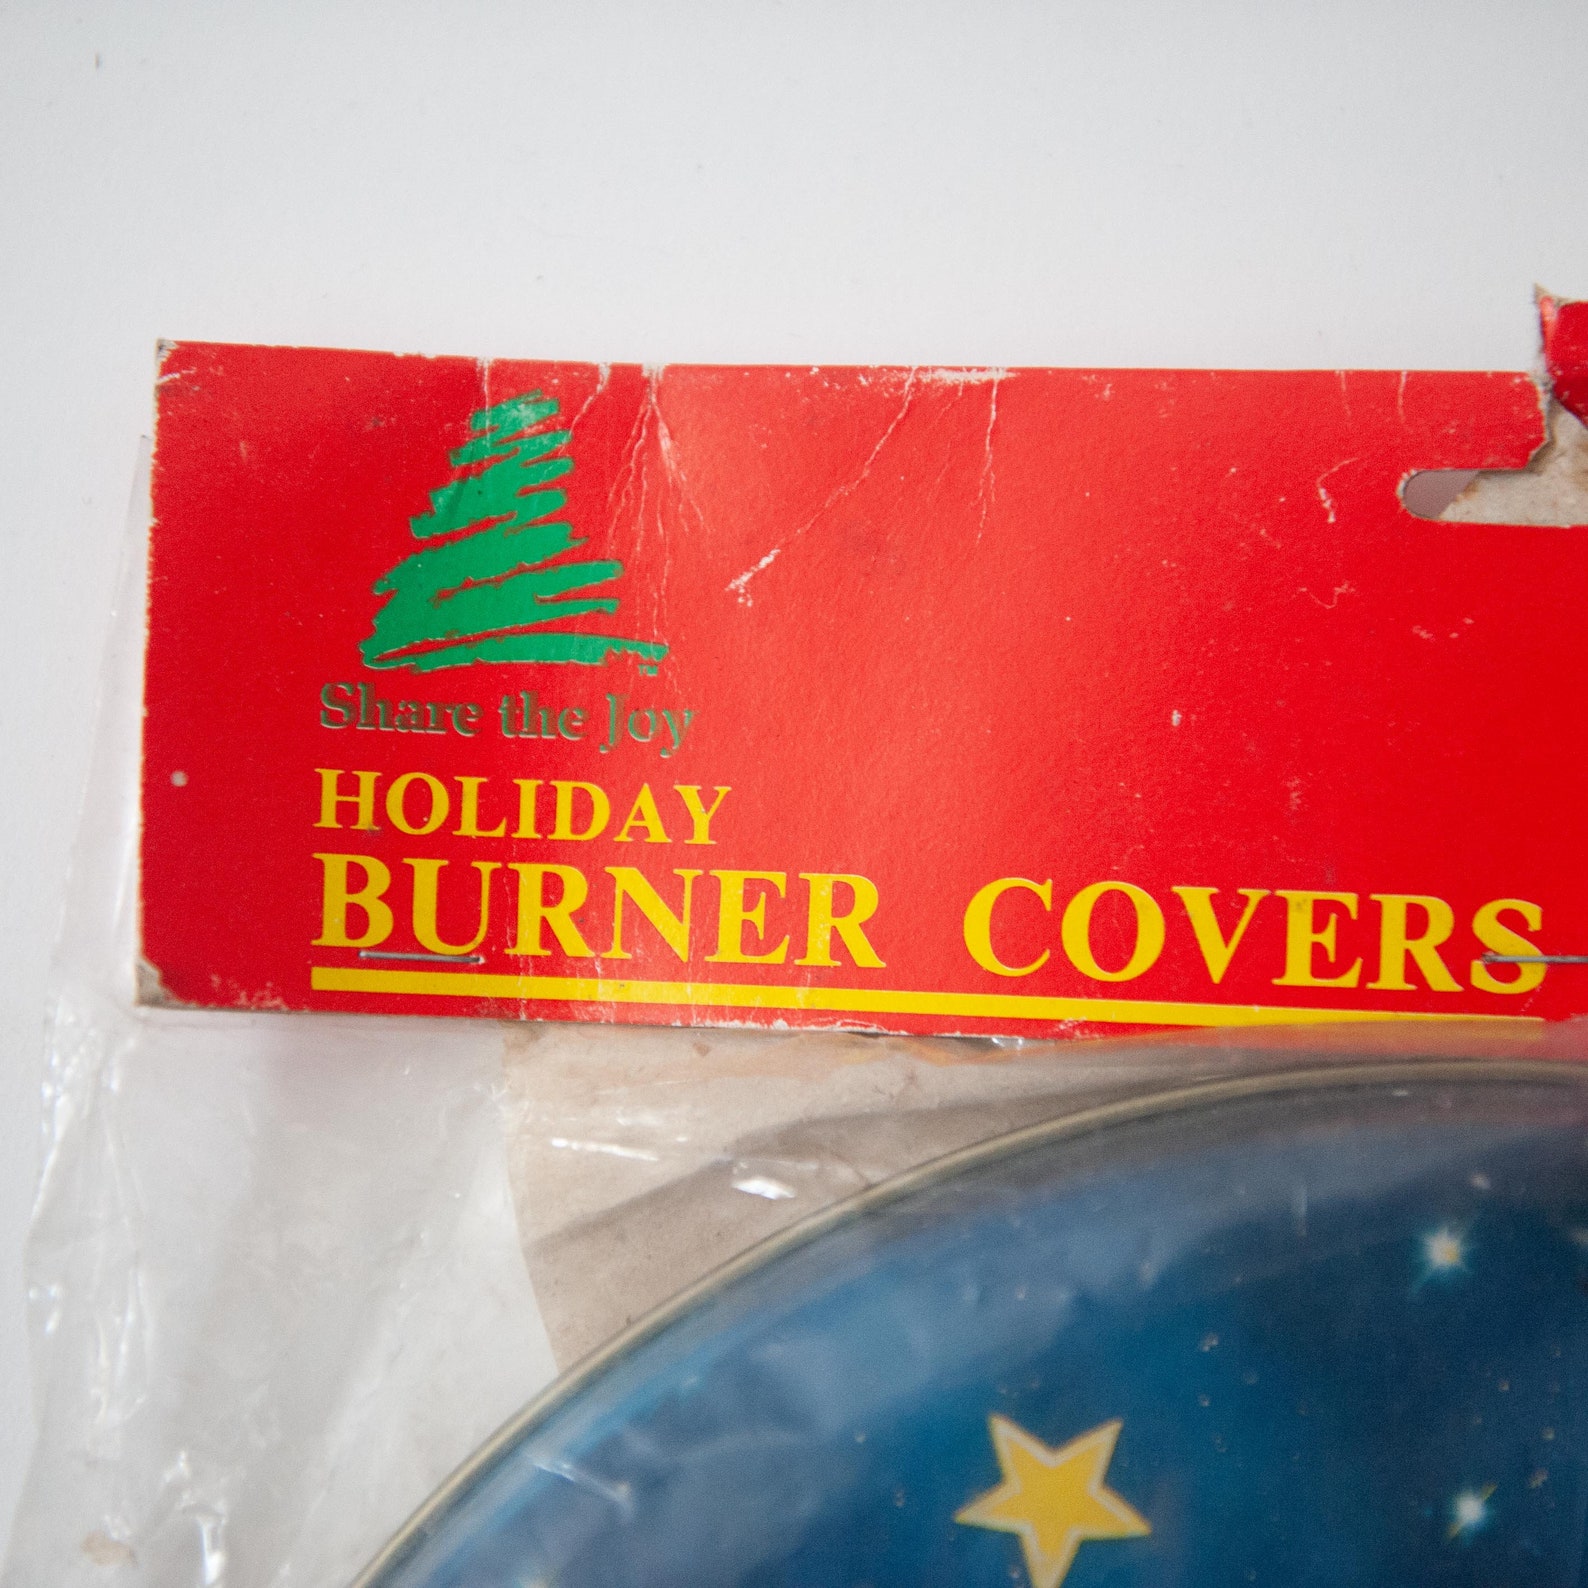 Share the Joy
HOLIDAY
BURNER COVERS